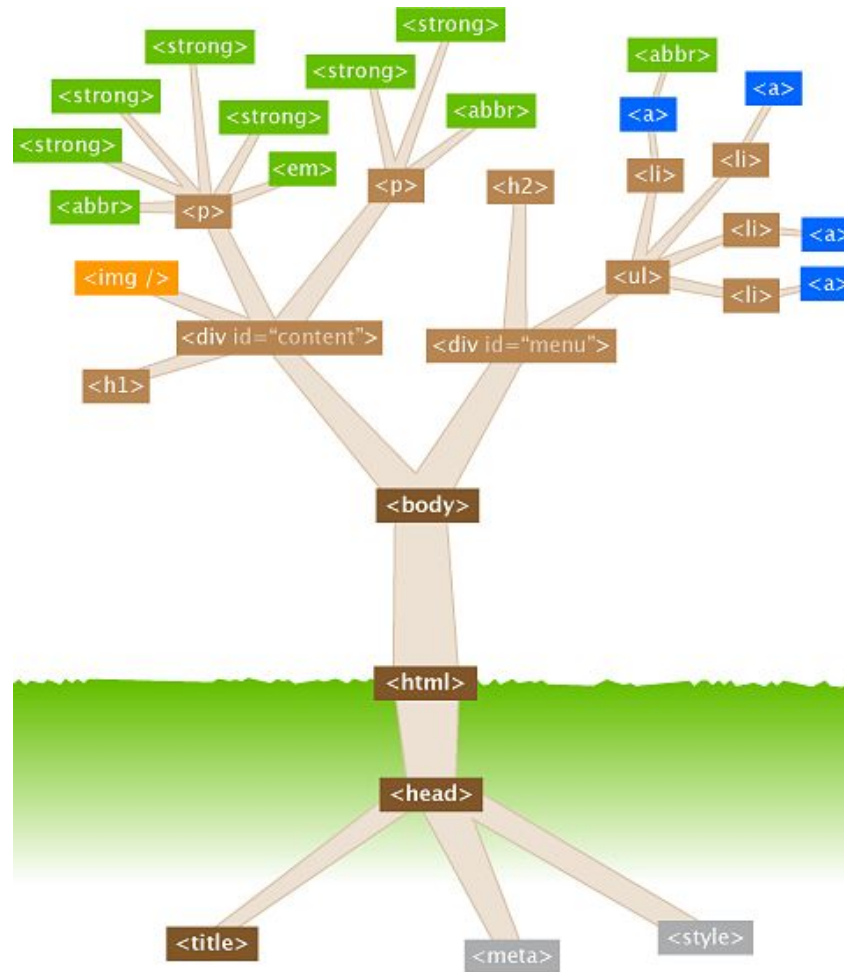 <strong>
<strong>
<abbr>
<strong>
<a>
<strong>
<strong>
<a>
<abbr>
<strong>
<strong>
<li>
<em>
<li>
<p>
<h2>
<abbr>
<p>
<li>
<a>
<img />
<ul>
<a>
<li>
<div id=“content”>
<div id=“menu”>
<h1>
<body>
<html>
<head>
<title>
<style>
<meta>